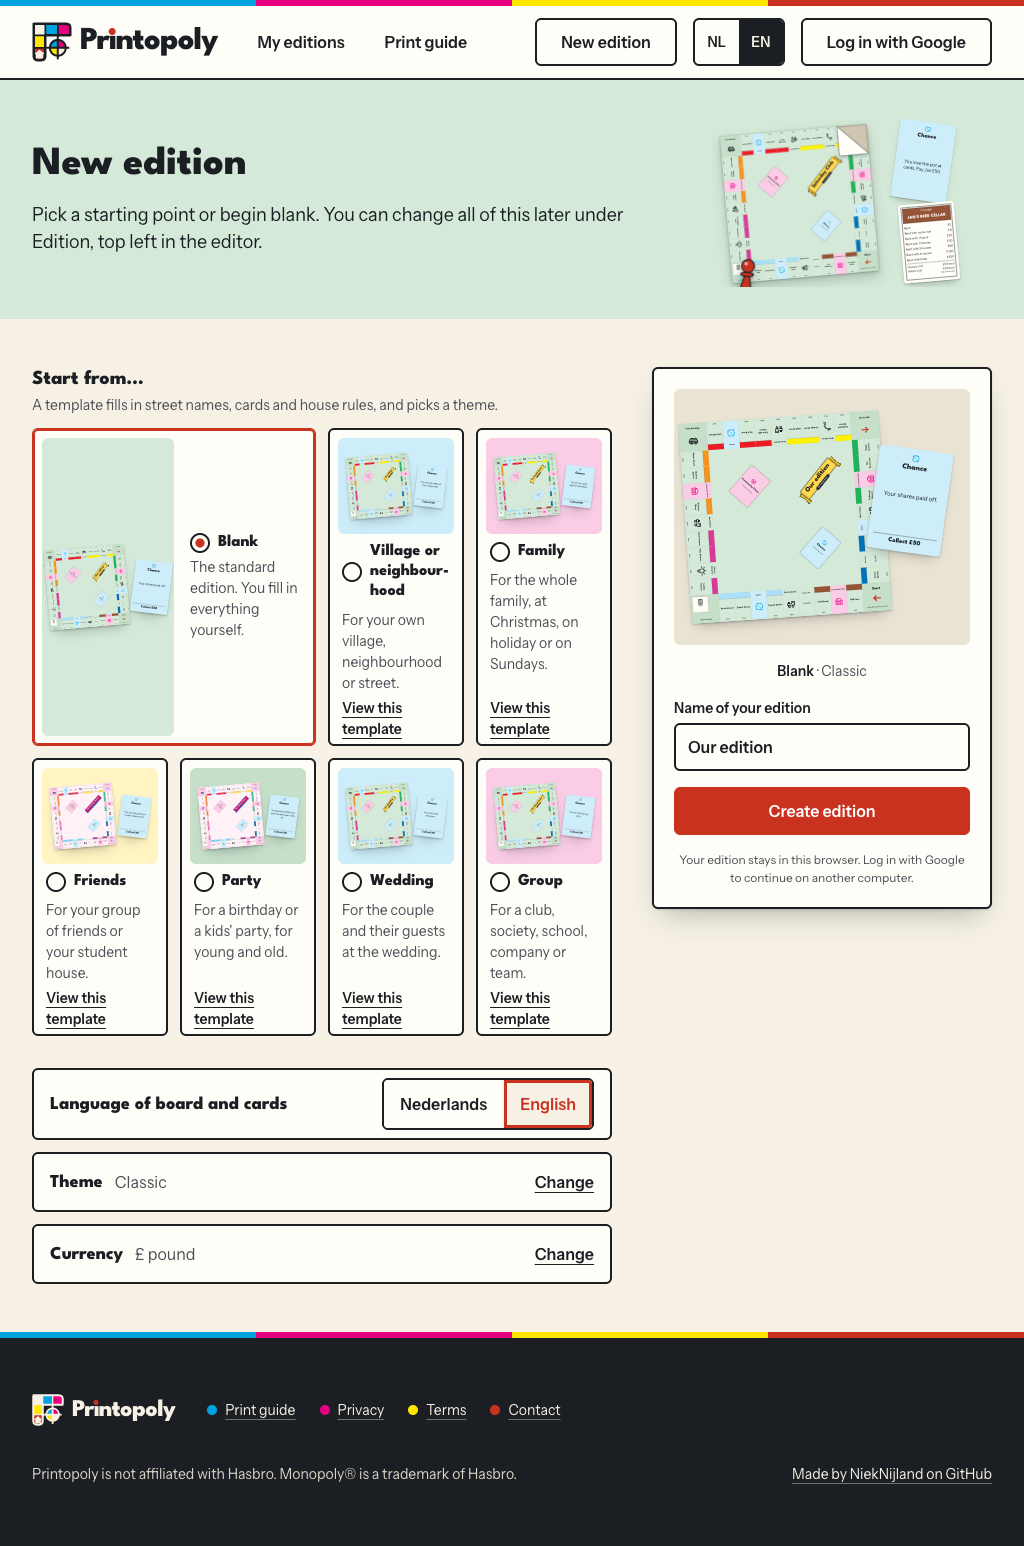 Printopoly
My editions
Print guide
New edition
NL
EN
Log in with Google
New edition
Pick a starting point or begin blank. You can change all of this later under
Edition, top left in the editor.
Chance
JAN'S BEER CELLAR
Start from...
A template fills in street names, cards and house rules, and picks a theme.
Blank
The standard
edition. You fill in
everything
yourself.
Village or
neighbour-
hood
For your own
village,
neighbourhood
or street.
View this
template
Family
For the whole
family, at
Christmas, on
holiday or on
Sundays.
View this
template
Friends
For your group
of friends or
your student
house.
View this
template
Party
For a birthday or
a kids' party, for
young and old.
View this
template
Wedding
For the couple
and their guests
at the wedding.
View this
template
Group
For a club,
society, school,
company or
team.
View this
template
Our edition
Chance
Your shares paid off.
Collect £50
Blank · Classic
Name of your edition
Our edition
Create edition
Your edition stays in this browser. Log in with Google
to continue on another computer.
Language of board and cards
Nederlands
English
Theme Classic
Change
Currency £ pound
Change
Printopoly
Print guide
Privacy
Terms
Contact
Printopoly is not affiliated with Hasbro. Monopoly® is a trademark of Hasbro.
Made by NiekNijland on GitHub